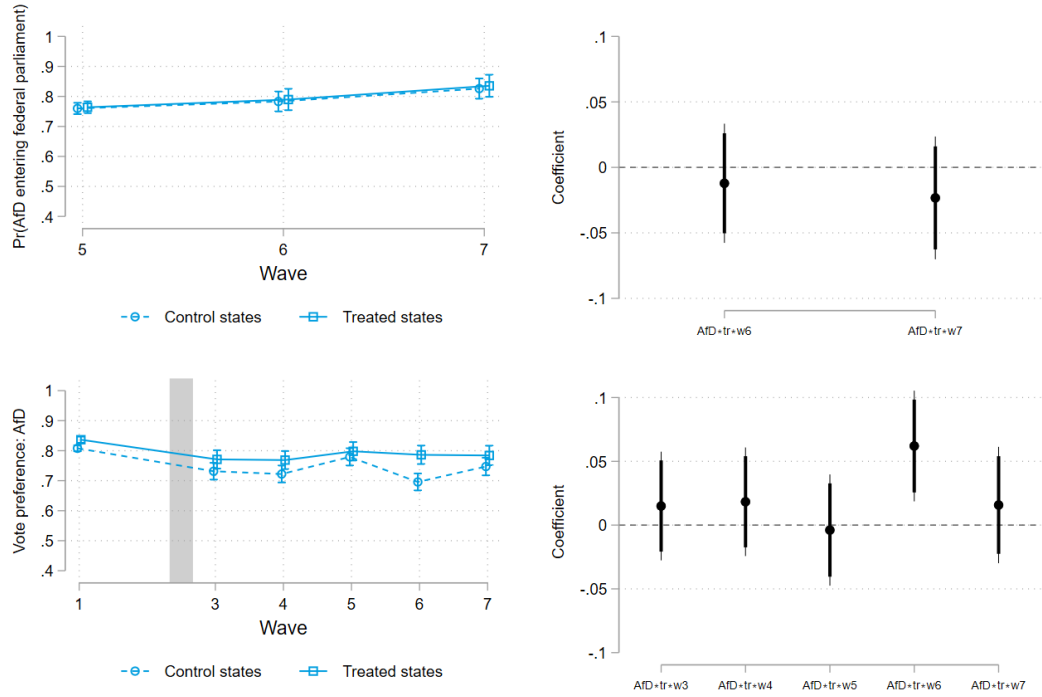 Pr(AfD entering federal parliament)
1
.9
.8
.7
.6
.5
.4
5
6
7
Wave
Control states
Treated states
Coefficient
.1
.05
0
-.05
-.1
AfD*tr*w6
AfD*tr*w7
Vote preference: AfD
1
.9
.8
.7
.6
.5
.4
1
3
4
5
6
7
Wave
Control states
Treated states
Coefficient
.1
.05
0
-.05
-.1
AfD*tr*w3
AfD*tr*w4
AfD*tr*w5
AfD*tr*w6
AfD*tr*w7